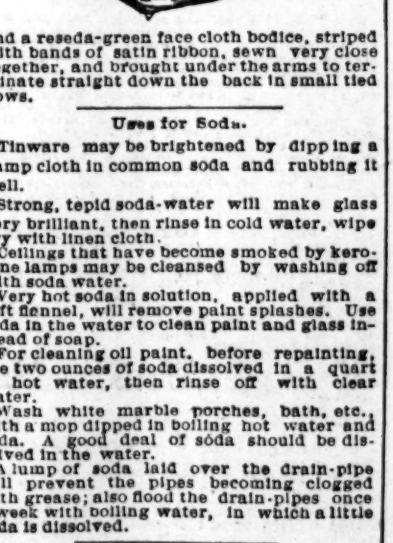 nd a reseda-green face cloth bodice, striped
ith bands of satin ribbon, sewn very close
gether, and brought under the arms to ter-
inate straight down the back in small tied
ows.
Uses for Soda.
Tinware may be brightened by dipping a
amp cloth in common soda and rubbing it
ell.
Strong, tepid soda-water will make glass
ery brilliant, then rinse in cold water, wipe
ry with linen cloth.
Ceilings that have become smoked by kero-
ne lamps may be cleansed by washing off
ith soda water.
Very hot soda in solution, applied with a
ft flennel, will remove paint splashes. Use
da in the water to clean paint and glass in-
ead of soap.
For cleaning oil paint, before repainting,
e two ounces of soda dissolved in a quart
hot water, then rinse off with clear
ater.
Wash white marble porches, bath, etc.,
ith a mop dipped in boiling hot water and
da. A good deal of soda should be dis-
lved in the water.
A lump of soda laid over the drain-pipe
ill prevent the pipes becoming clogged
ith grease; also flood the drain-pipes once
week with boiling water, in which a little
da is dissolved.